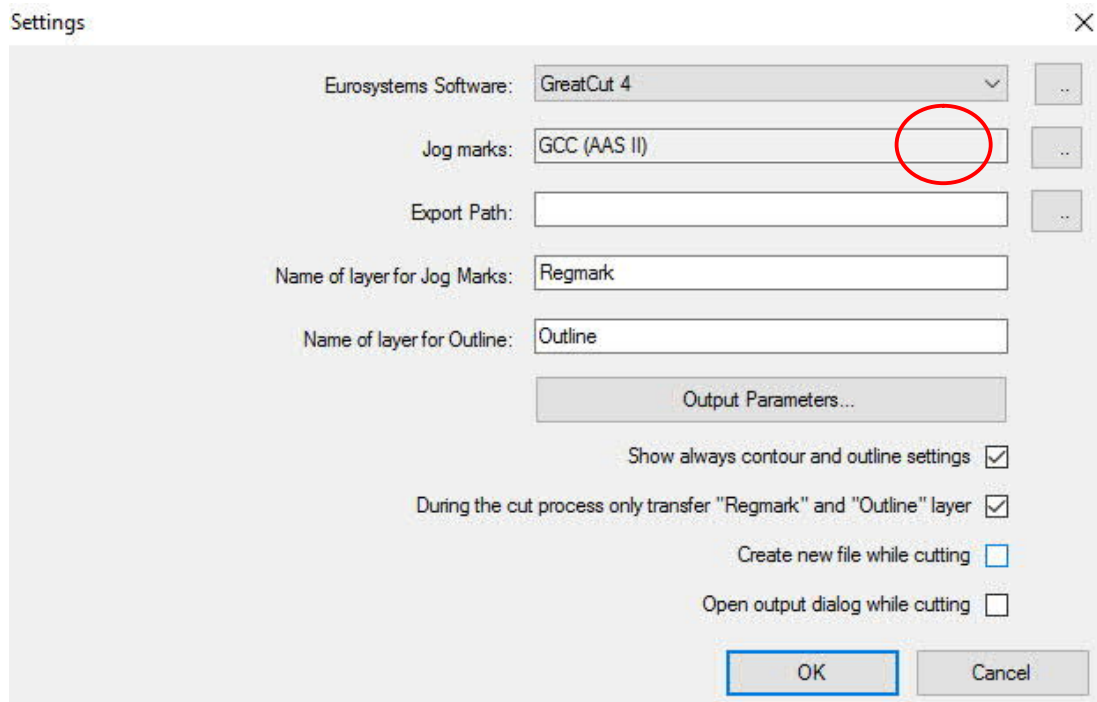 Settings
Eurosystems Software: GreatCut 4 ..
Jog marks: GCC (AAS II) ..
Export Path: ..
Name of layer for Jog Marks: Regmark
Name of layer for Outline: Outline
Output Parameters...
Show always contour and outline settings
During the cut process only transfer "Regmark" and "Outline" layer
Create new file while cutting
Open output dialog while cutting
OK Cancel